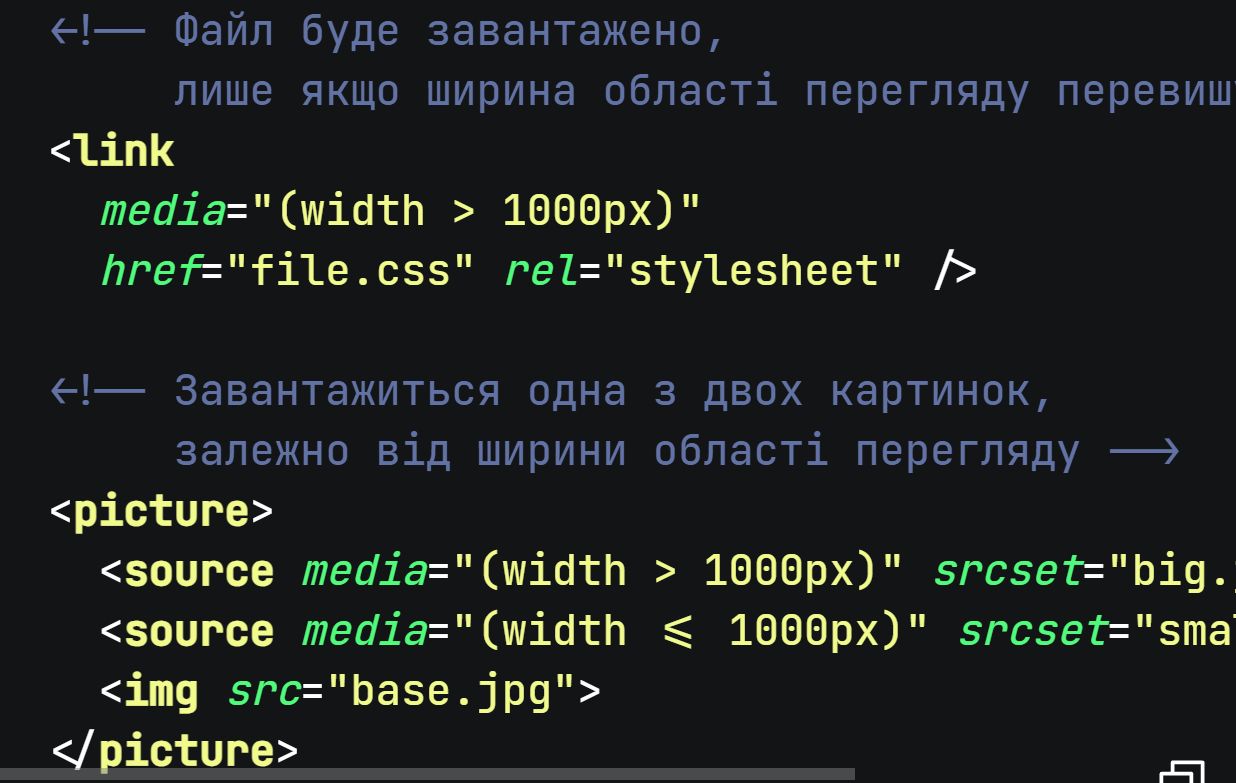 <!-- Файл буде завантажено,
лише якщо ширина області перегляду
<link
media="(width > 1000px)"
href="file.css" rel="stylesheet" />
<!-- Завантажиться одна з двох картинок,
залежно від ширини області перегляду -->
<picture>
<source media="(width > 1000px)" srcset="big.
<source media="(width <= 1000px)" srcset="
<img src="base.jpg">
</picture>